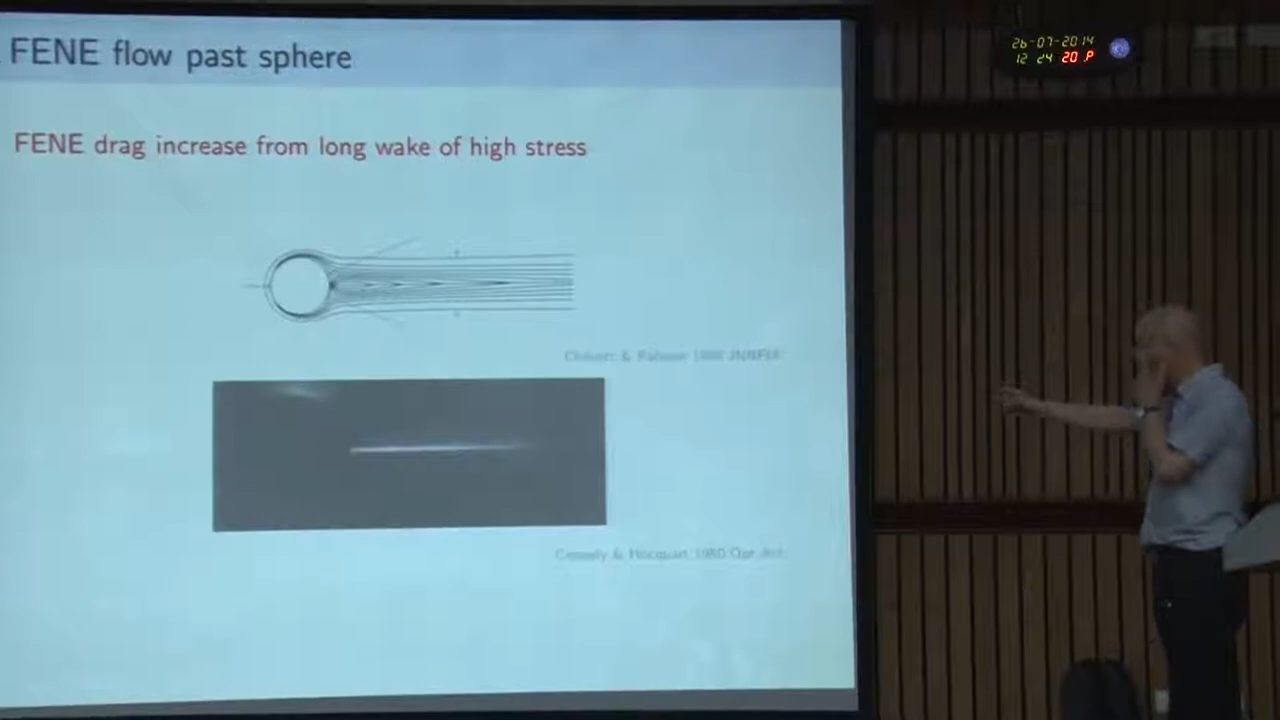 FENE flow past sphere
26-07-2014
12 24 20 P
FENE drag increase from long wake of high stress
& 1980